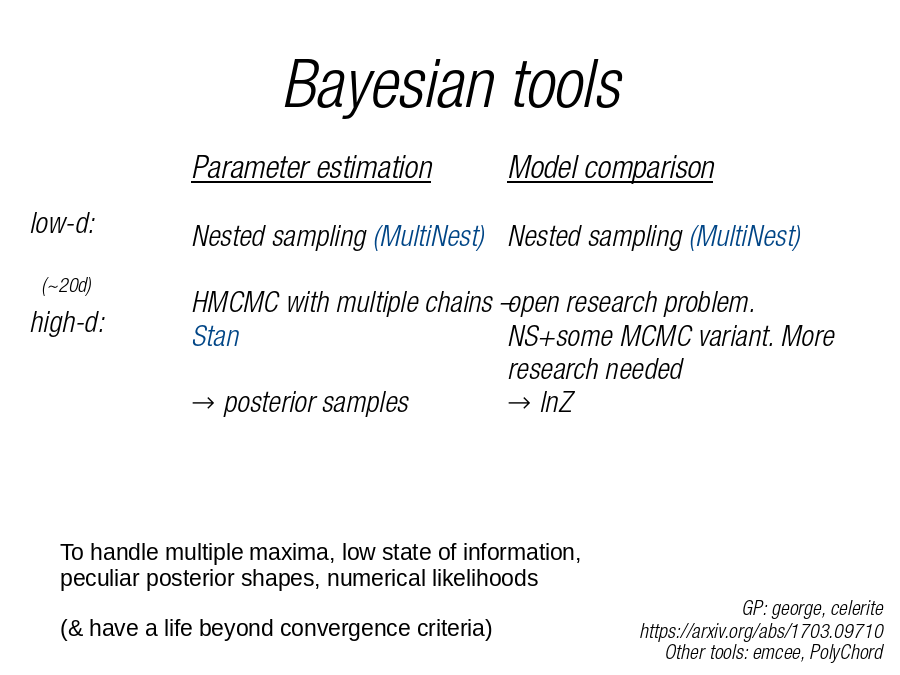 Bayesian tools
Parameter estimation
Model comparison
low-d:
Nested sampling (MultiNest)
Nested sampling (MultiNest)
(~20d)
high-d:
HMCMC with multiple chains –
Stan
→ posterior samples
open research problem.
NS+some MCMC variant. More
research needed
→ lnZ
To handle multiple maxima, low state of information,
peculiar posterior shapes, numerical likelihoods
(& have a life beyond convergence criteria)
GP: george, celerite
https://arxiv.org/abs/1703.09710
Other tools: emcee, PolyChord